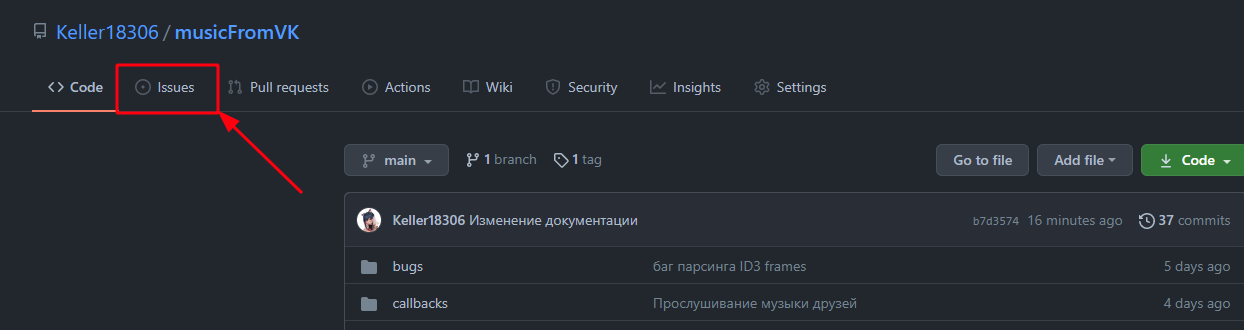 Keller18306 / musicFromVK
Code Issues Pull requests Actions Wiki Security Insights Settings
main 1 branch 1 tag Go to file Add file Code
Keller18306 Изменение документации b7d3574 16 minutes ago 37 commits
bugs баг парсинга ID3 frames 5 days ago
callbacks Прослушивание музыки друзей 4 days ago